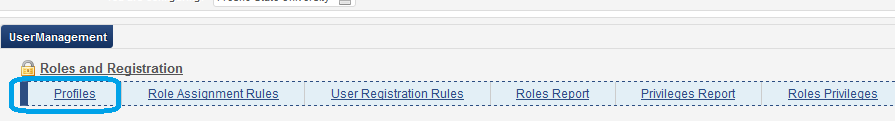 UserManagement
Roles and Registration
Profiles Role Assignment Rules User Registration Rules Roles Report Privileges Report Roles Privileges